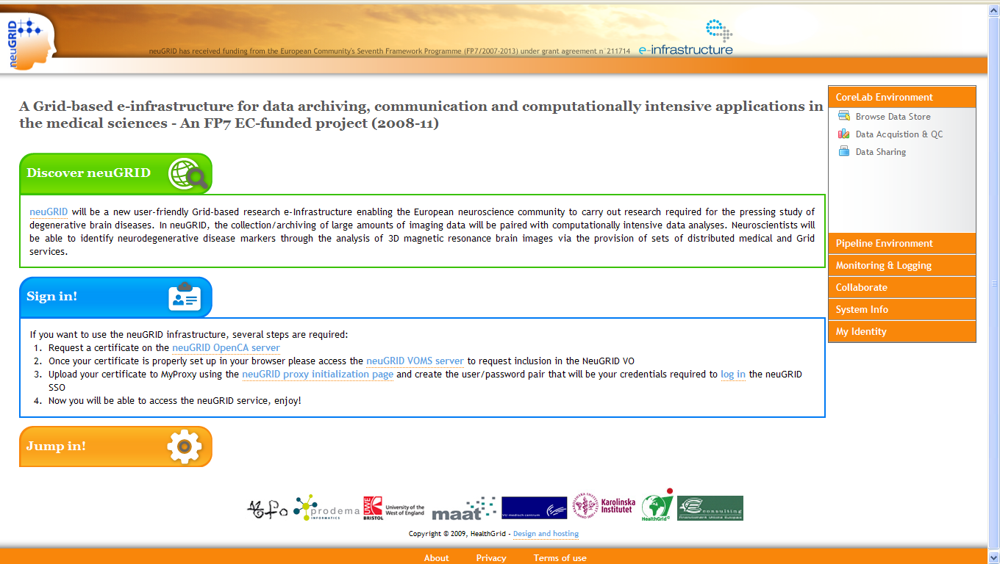 neuGRID
neuGRID has received funding from the European Community's Seventh Framework Programme (FP7/2007-2013) under grant agreement n°211714
e-infrastructure
A Grid-based e-infrastructure for data archiving, communication and computationally intensive applications in
the medical sciences - An FP7 EC-funded project (2008-11)
Discover neuGRID
neuGRID will be a new user-friendly Grid-based research e-Infrastructure enabling the European neuroscience community to carry out research required for the pressing study of
degenerative brain diseases. In neuGRID, the collection/archiving of large amounts of imaging data will be paired with computationally intensive data analyses. Neuroscientists will
be able to identify neurodegenerative disease markers through the analysis of 3D magnetic resonance brain images via the provision of sets of distributed medical and Grid
services.
Sign in!
If you want to use the neuGRID infrastructure, several steps are required:
1. Request a certificate on the neuGRID OpenCA server
2. Once your certificate is properly set up in your browser please access the neuGRID VOMS server to request inclusion in the NeuGRID VO
3. Upload your certificate to MyProxy using the neuGRID proxy initialization page and create the user/password pair that will be your credentials required to log in the neuGRID
SSO
4. Now you will be able to access the neuGRID service, enjoy!
Jump in!
CoreLab Environment
Browse Data Store
Data Acquistion & QC
Data Sharing
Pipeline Environment
Monitoring & Logging
Collaborate
System Info
My Identity
prodema
INFORMATICS
UWE
BRISTOL
University of the
West of England
maat
VU medisch centrum
Karolinska
Institutet
HealthGrid
consulting
Copyright © 2009, HealthGrid - Design and hosting
About Privacy Terms of use